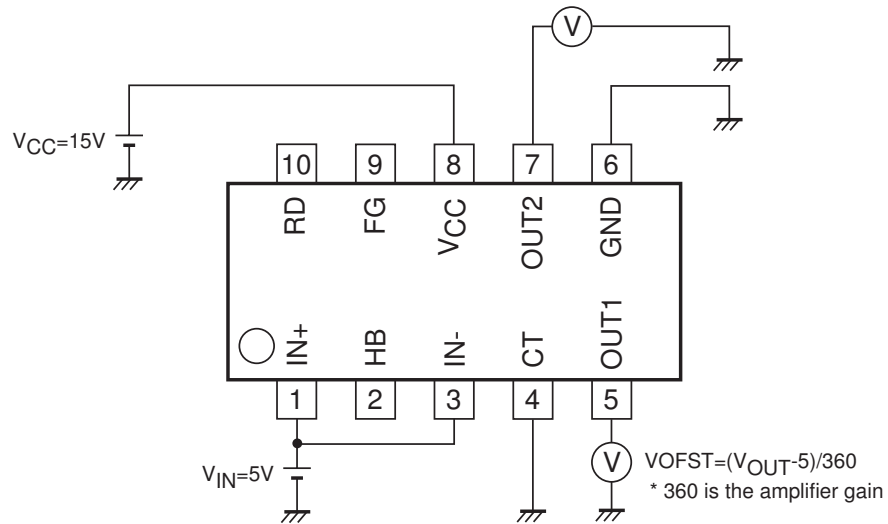 V
VCC=15V
10 9 8 7 6
RD FG VCC OUT2 GND
IN+ HB IN- CT OUT1
1 2 3 4 5
VIN=5V
V VOFST=(VOUT-5)/360
* 360 is the amplifier gain